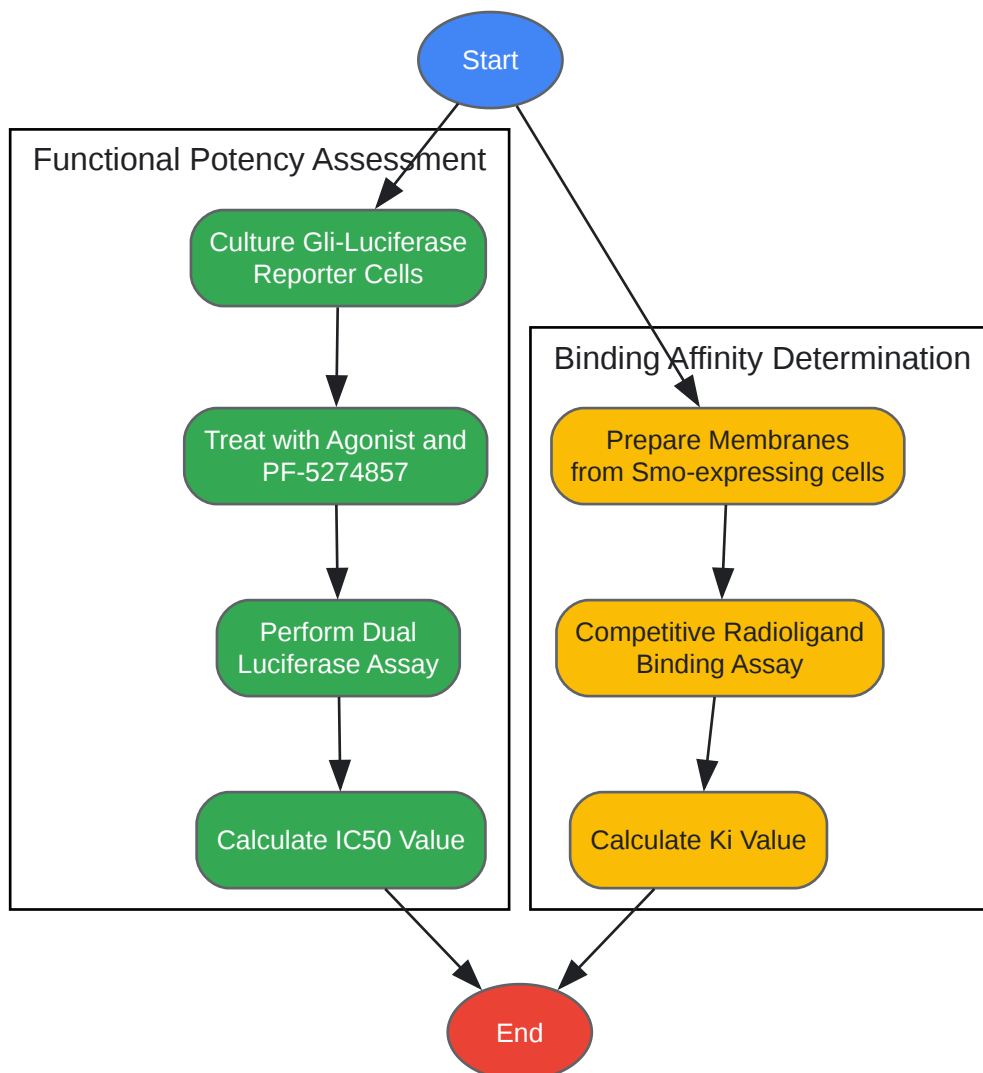 Start
Functional Potency Assessment
Culture Gli-Luciferase
Reporter Cells
Treat with Agonist and
PF-5274857
Perform Dual
Luciferase Assay
Calculate IC50 Value
Binding Affinity Determination
Prepare Membranes
from Smo-expressing cells
Competitive Radioligand
Binding Assay
Calculate Ki Value
End